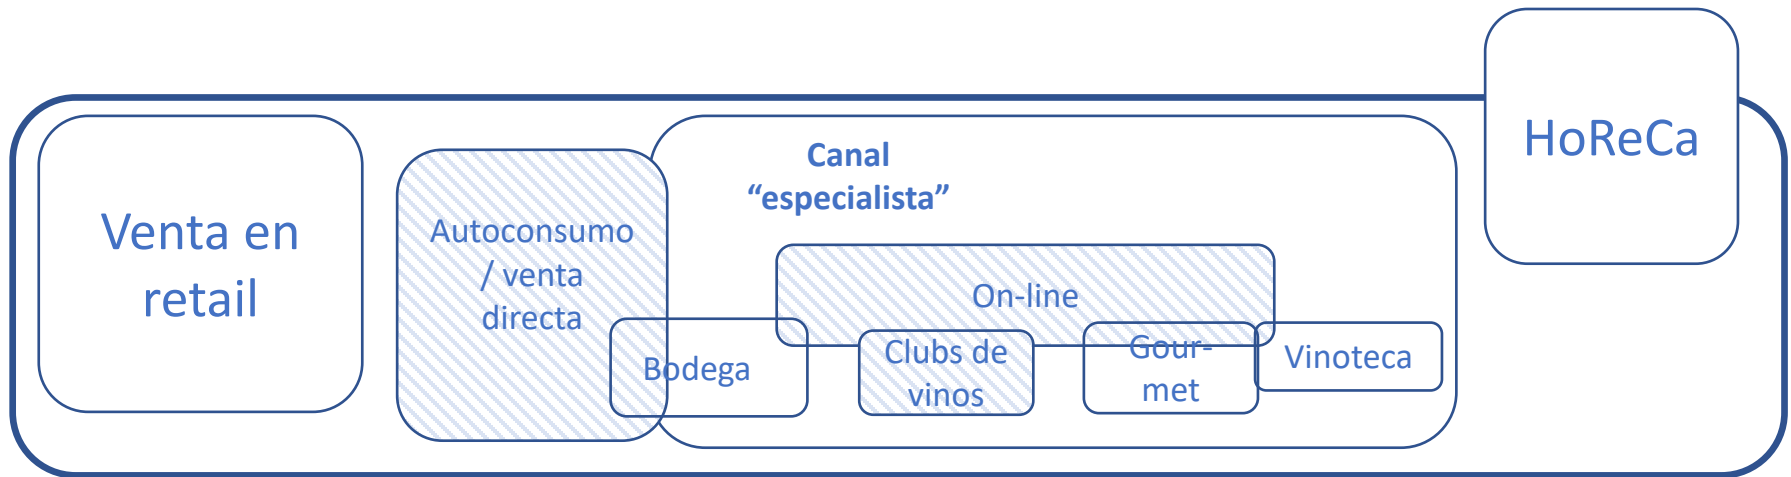 Venta en
retail
Autoconsumo
/ venta
directa
Canal
“especialista”
On-line
Bodega
Clubs de
vinos
Gour-
met
Vinoteca
HoReCa